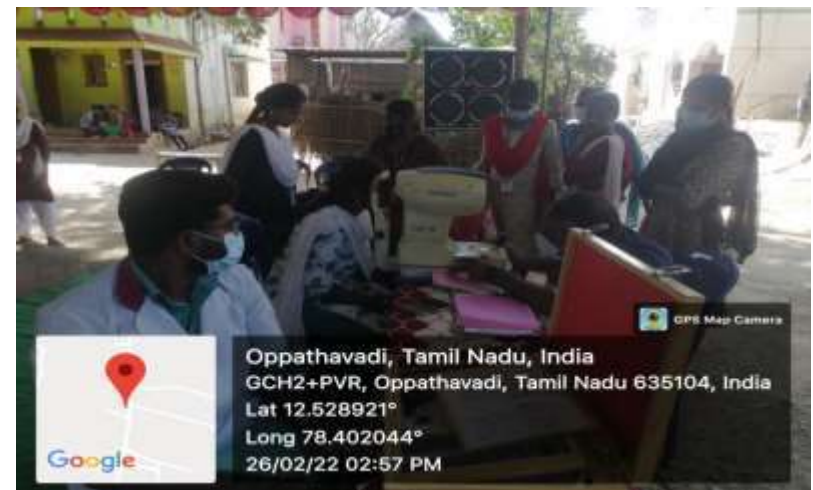 GPS Map Camera
Oppathavadi, Tamil Nadu, India
GCH2+PVR, Oppathavadi, Tamil Nadu 635104, India
Lat 12.528921°
Long 78.402044°
26/02/22 02:57 PM
Google